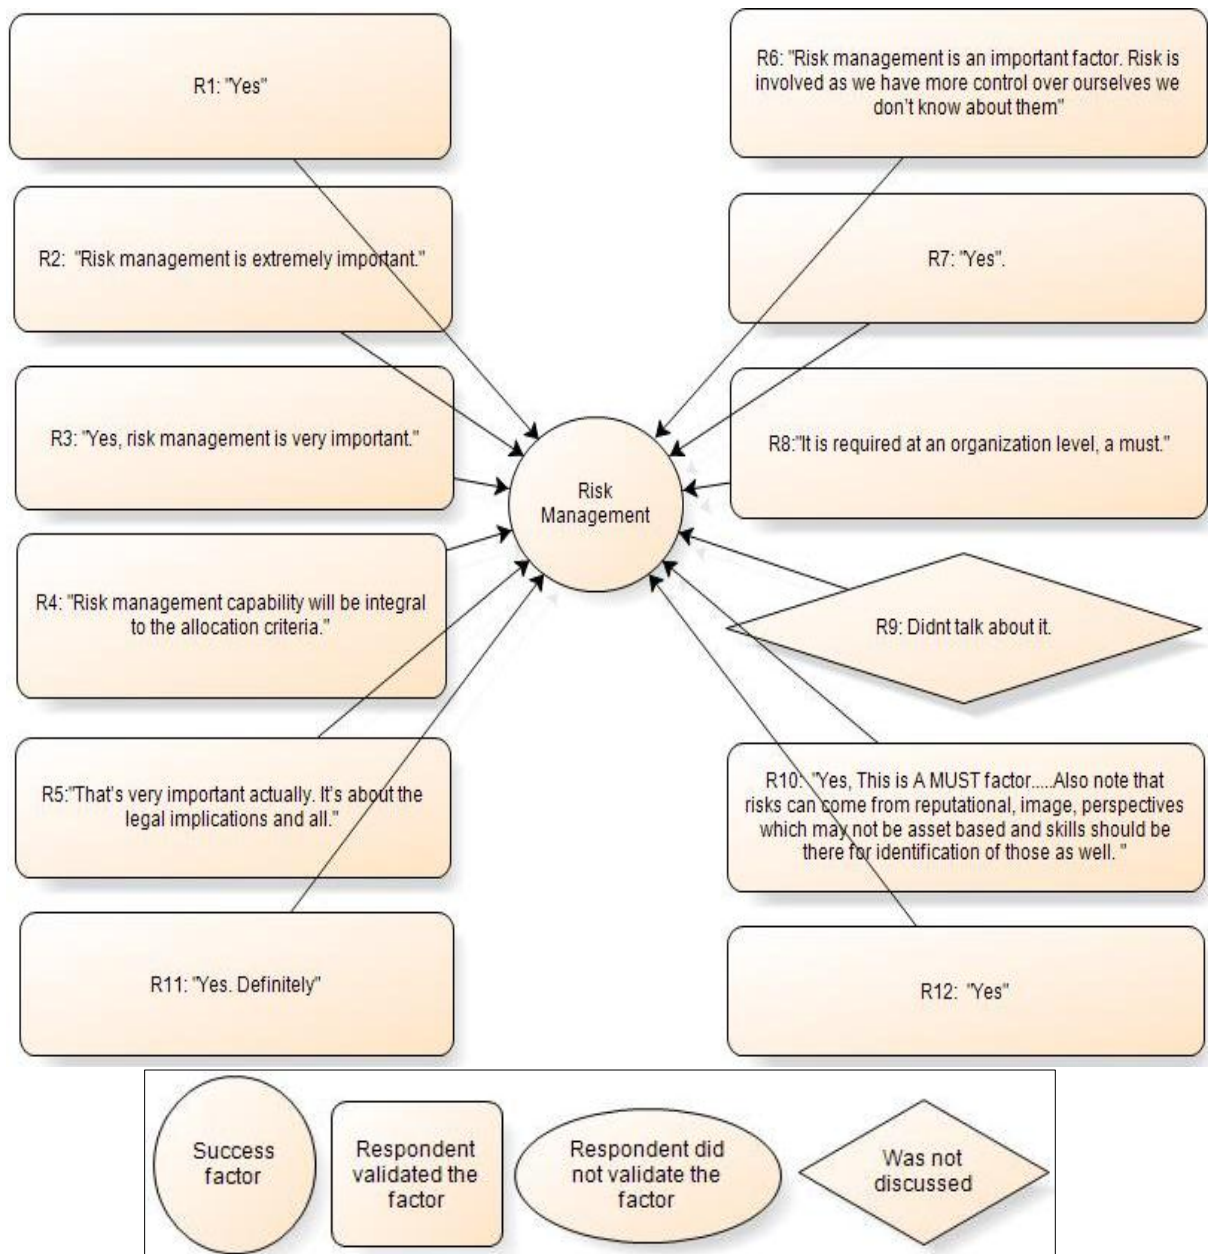 R1: "Yes"
R2:  "Risk management is extremely important."
R3: "Yes, risk management is very important."
R4: "Risk management capability will be integral
to the allocation criteria."
R5:"That's very important actually. It's about the
legal implications and all."
R11: "Yes. Definitely"
Risk
Management
R6: "Risk management is an important factor. Risk is
involved as we have more control over ourselves we
don't know about them"
R7: "Yes".
R8:"It is required at an organization level, a must."
R9: Didnt talk about it.
R10:  "Yes, This is A MUST factor.....Also note that
risks can come from reputational, image, perspectives
which may not be asset based and skills should be
there for identification of those as well. "
R12:  "Yes"
Success
factor
Respondent
validated the
factor
Respondent did
not validate the
factor
Was not
discussed